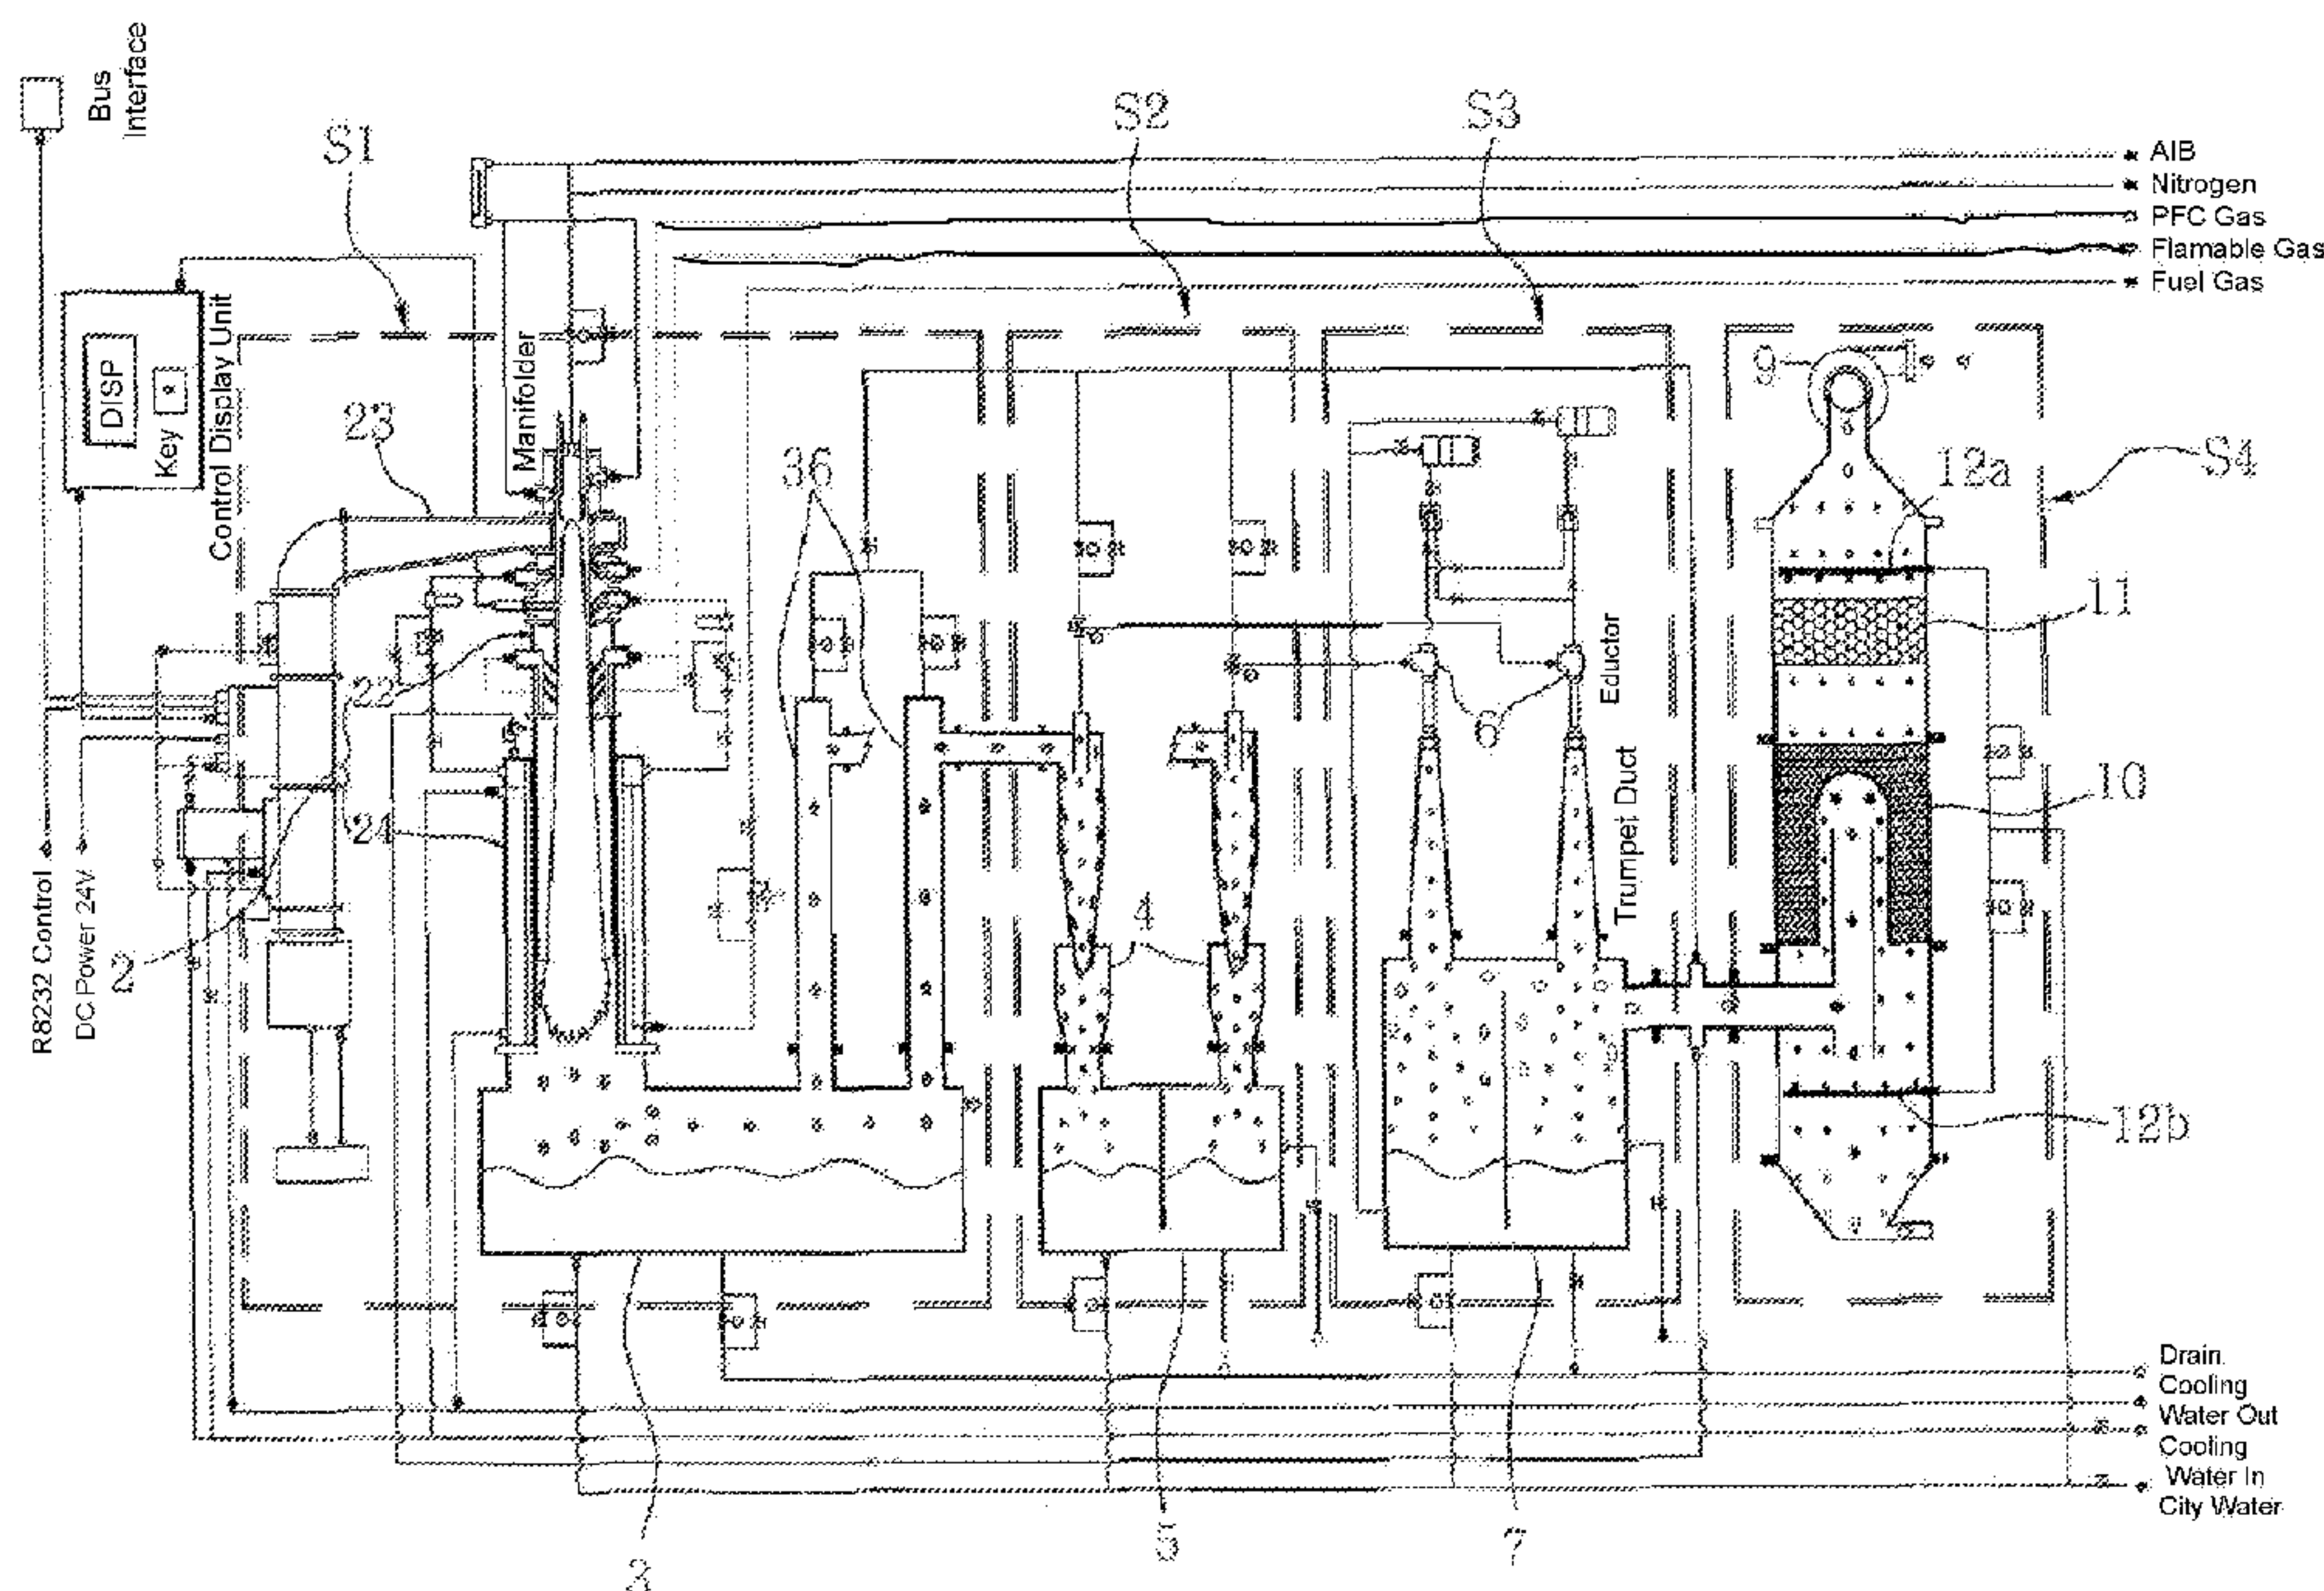 Bus
Interface
S1
S2
S3
AIB
Nitrogen
PFC Gas
Flamable Gas
Fuel Gas
DISP
Key
Control Display Unit
Manifolder
23
36
9
12a
S4
11
22
6
Eductor
10
24
4
Trumpet Duct
2
R8232 Control
DC Power 24V
12b
Drain
Cooling
Water Out
Cooling
Water In
City Water
3
5
7